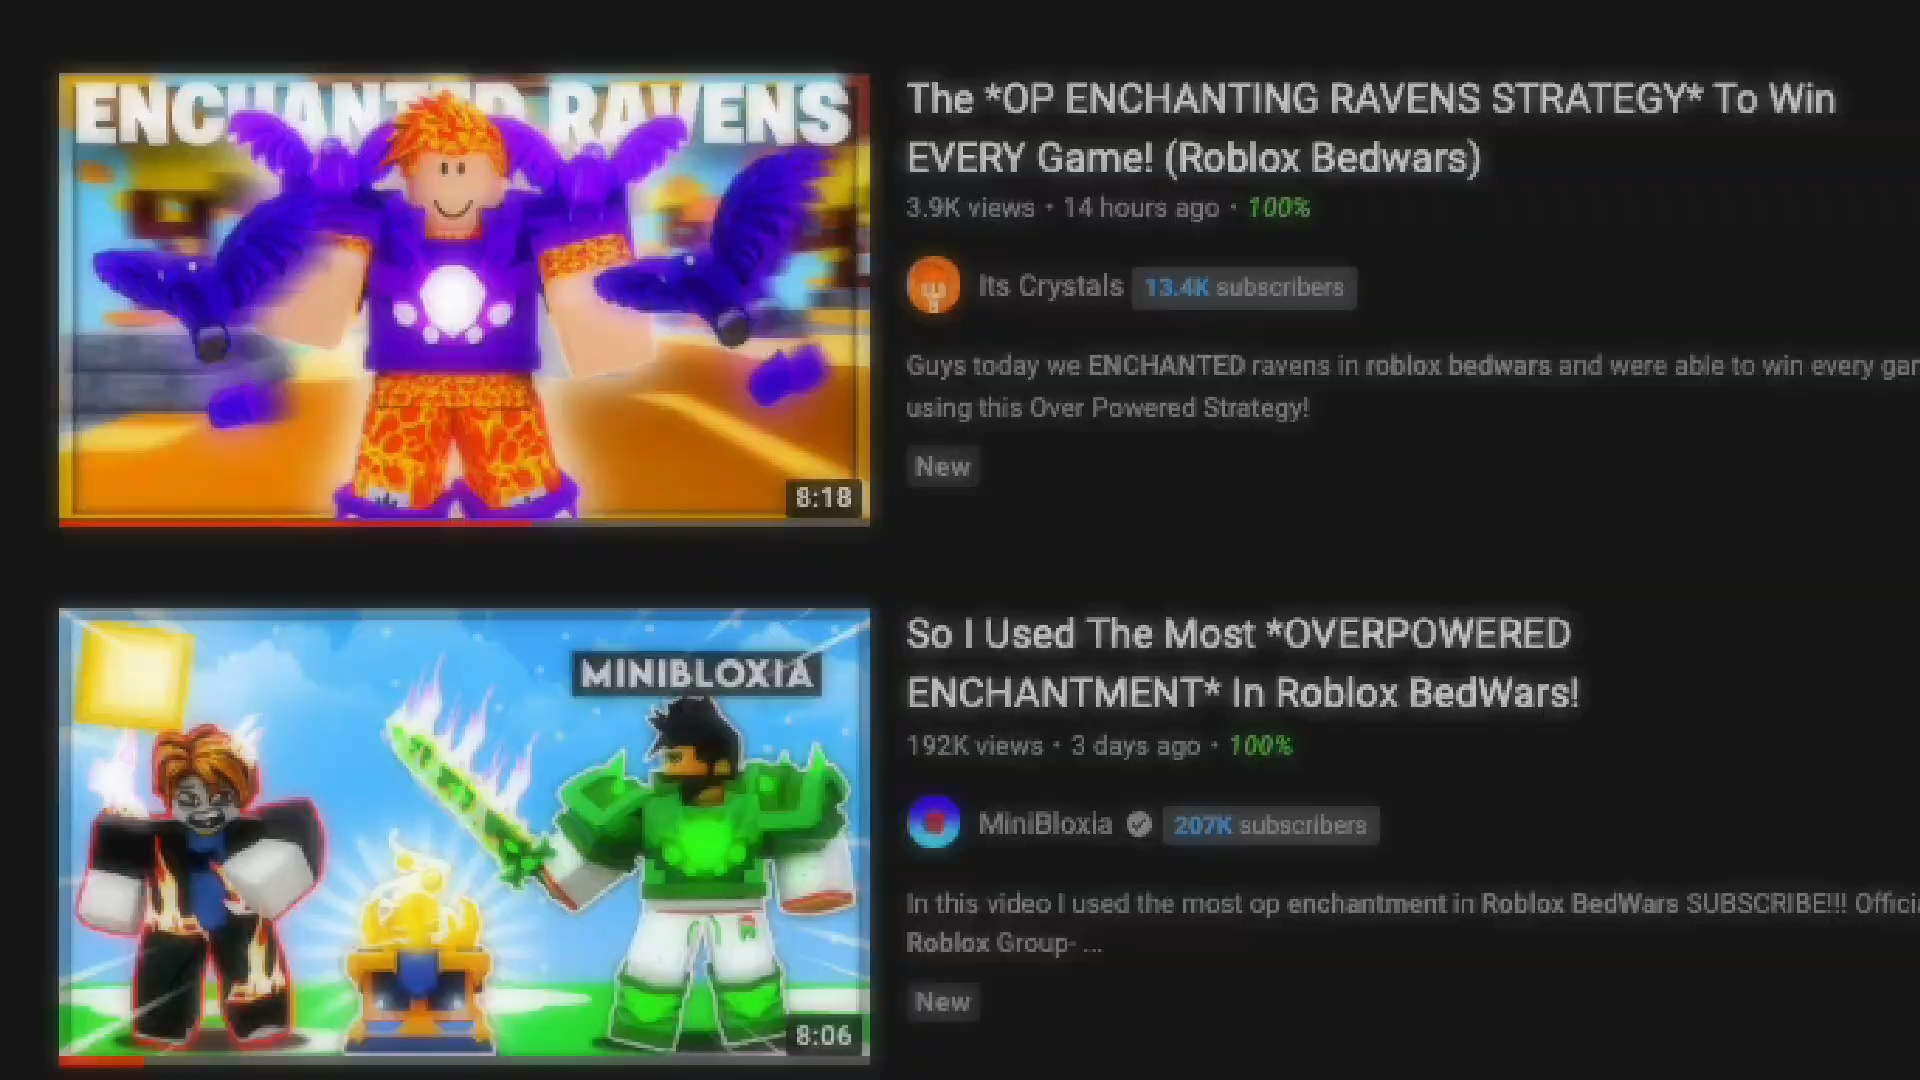 ENCHANTED RAVENS
8:18
The *OP ENCHANTING RAVENS STRATEGY* To Win
EVERY Game! (Roblox Bedwars)
3.9K views • 14 hours ago • 100%
Its Crystals 13.4K subscribers
Guys today we ENCHANTED ravens in roblox bedwars and were able to win every gam
using this Over Powered Strategy!
New
MINIBLOXIA
8:06
So I Used The Most *OVERPOWERED
ENCHANTMENT* In Roblox BedWars!
192K views • 3 days ago • 100%
MiniBloxia 207K subscribers
In this video I used the most op enchantment in Roblox BedWars SUBSCRIBE!!! Offici
Roblox Group- ...
New